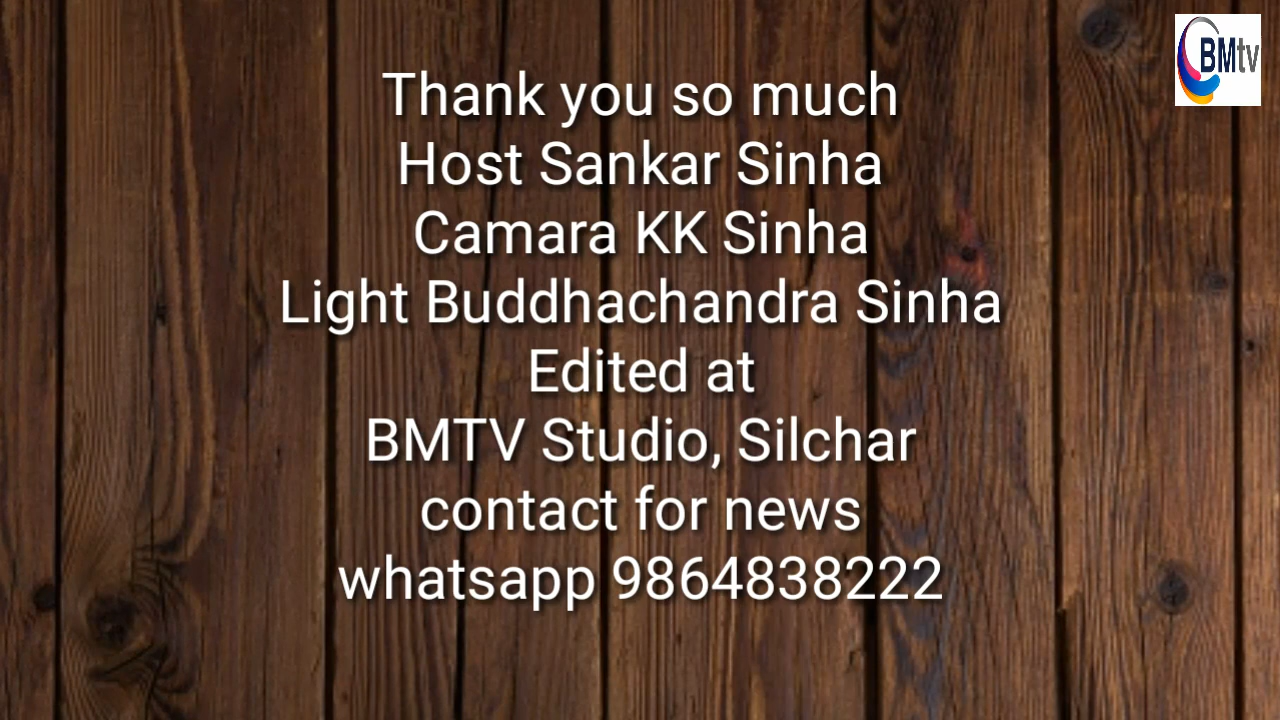 BMtv
Thank you so much
Host Sankar Sinha
Camara KK Sinha
Light Buddhachandra Sinha
Edited at
BMTV Studio, Silchar
contact for news
whatsapp 9864838222